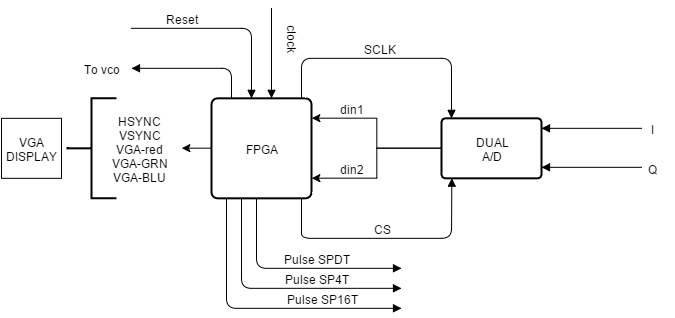 Reset
clock
SCLK
To vco
din1
HSYNC
VSYNC
VGA-red
VGA-GRN
VGA-BLU
VGA
DISPLAY
FPGA
DUAL
A/D
I
din2
Q
CS
Pulse SPDT
Pulse SP4T
Pulse SP16T